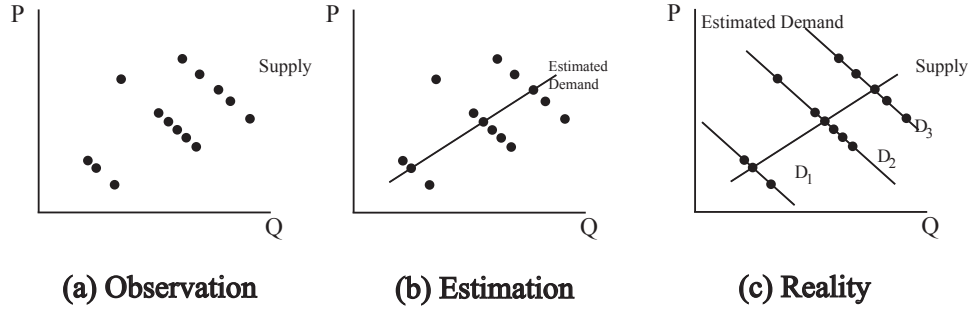 P
Supply
Q
(a) Observation
P
Estimated
Demand
Q
(b) Estimation
P
Estimated Demand
Supply
D3
D2
D1
Q
(c) Reality